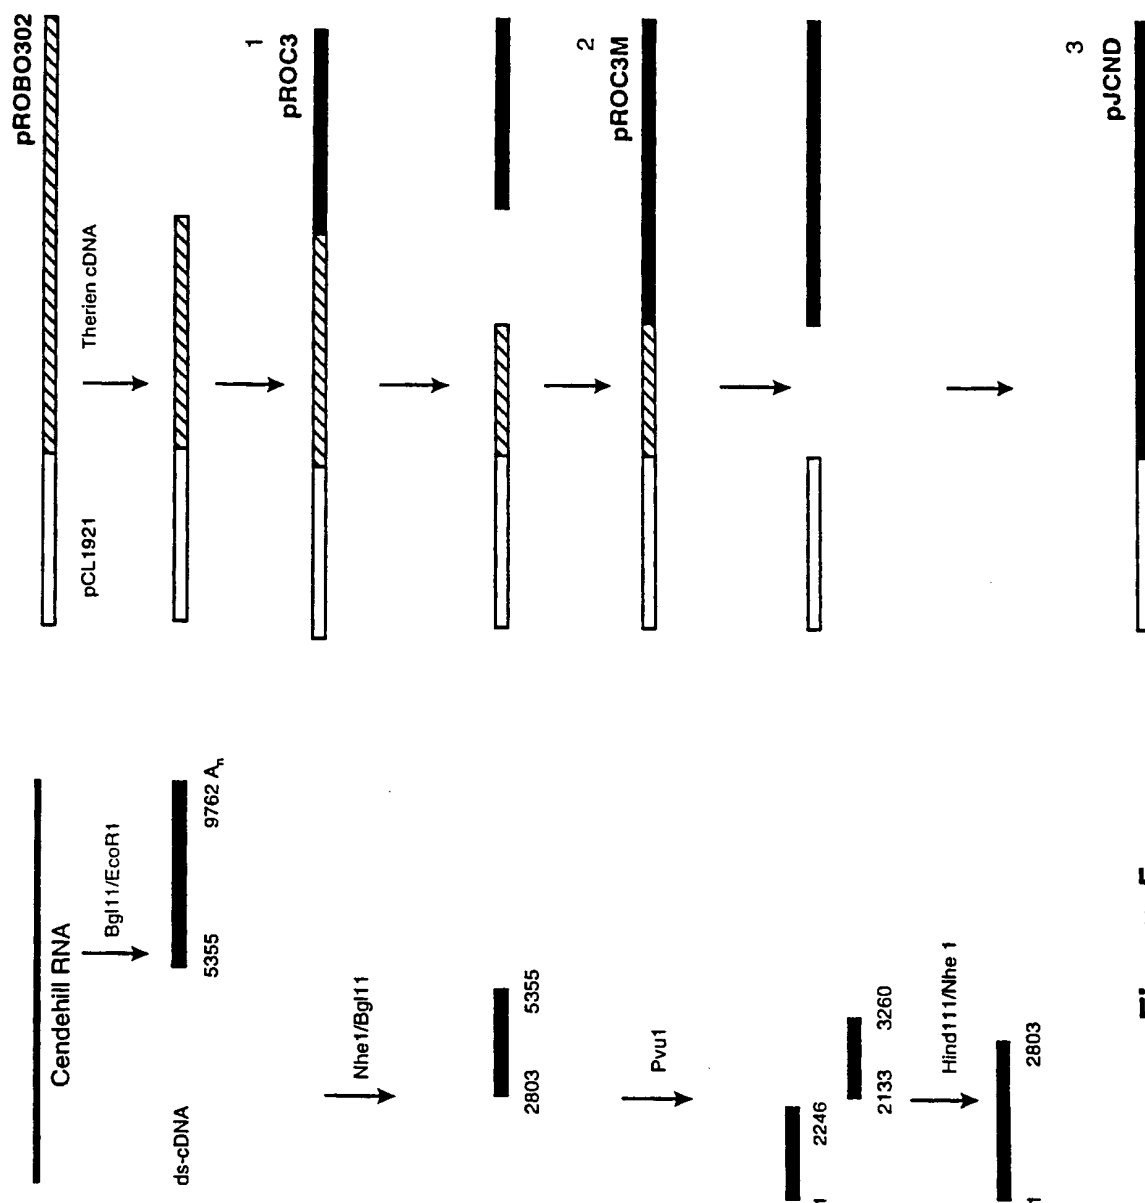 Cendehill RNA
Bgl11/EcoR1
ds-cDNA
5355
9762 An
Nhe1/Bgl11
2803
5355
Pvu1
1
2246
2133
3260
Hind111/Nhe 1
1
2803
pROBO302
pCL1921
Therien cDNA
1
pROC3
2
pROC3M
3
pJCND